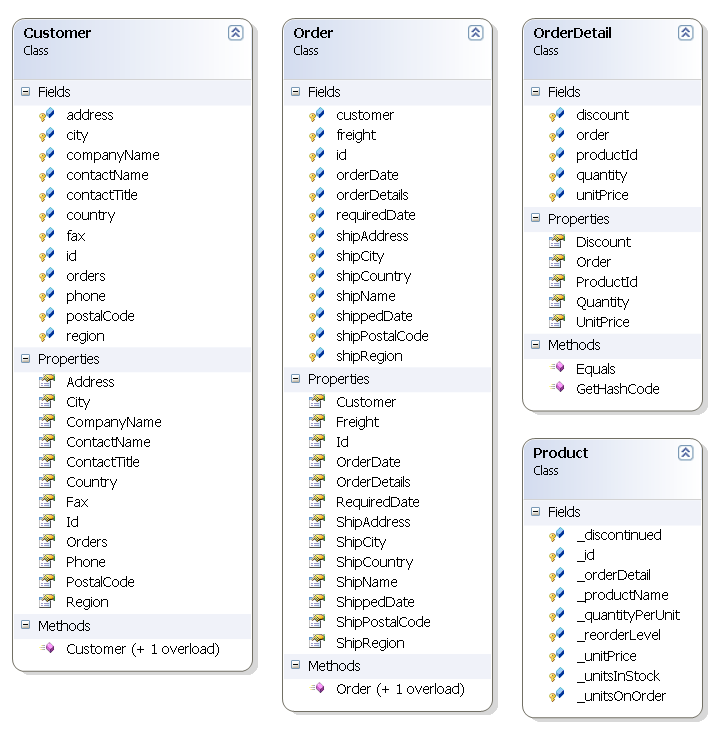 Customer
Class
Fields
address
city
companyName
contactName
contactTitle
country
fax
id
orders
phone
postalCode
region
Properties
Address
City
CompanyName
ContactName
ContactTitle
Country
Fax
Id
Orders
Phone
PostalCode
Region
Methods
Customer (+ 1 overload)
Order
Class
Fields
customer
freight
id
orderDate
orderDetails
requiredDate
shipAddress
shipCity
shipCountry
shipName
shippedDate
shipPostalCode
shipRegion
Properties
Customer
Freight
Id
OrderDate
OrderDetails
RequiredDate
ShipAddress
ShipCity
ShipCountry
ShipName
ShippedDate
ShipPostalCode
ShipRegion
Methods
Order (+ 1 overload)
OrderDetail
Class
Fields
discount
order
productId
quantity
unitPrice
Properties
Discount
Order
ProductId
Quantity
UnitPrice
Methods
Equals
GetHashCode
Product
Class
Fields
_discontinued
_id
_orderDetail
_productName
_quantityPerUnit
_reorderLevel
_unitPrice
_unitsInStock
_unitsOnOrder